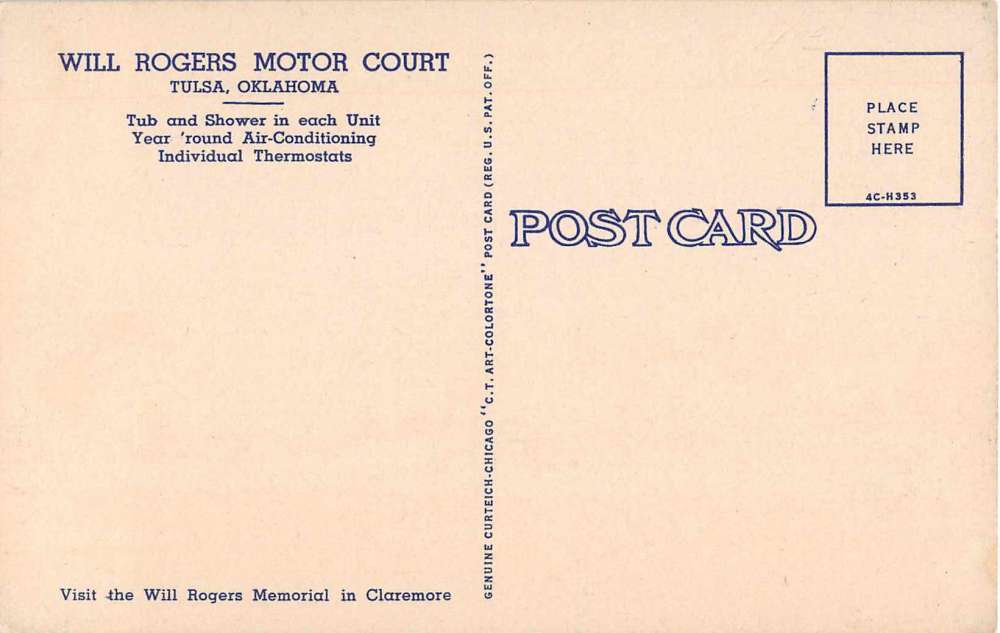 WILL ROGERS MOTOR COURT
TULSA, OKLAHOMA
Tub and Shower in each Unit
Year 'round Air-Conditioning
Individual Thermostats
Visit the Will Rogers Memorial in Claremore
GENUINE CURTEICH-CHICAGO "C.T. ART-COLORTONE" POST CARD (REG. U.S. PAT. OFF.)
POST CARD
PLACE
STAMP
HERE
4C-H353